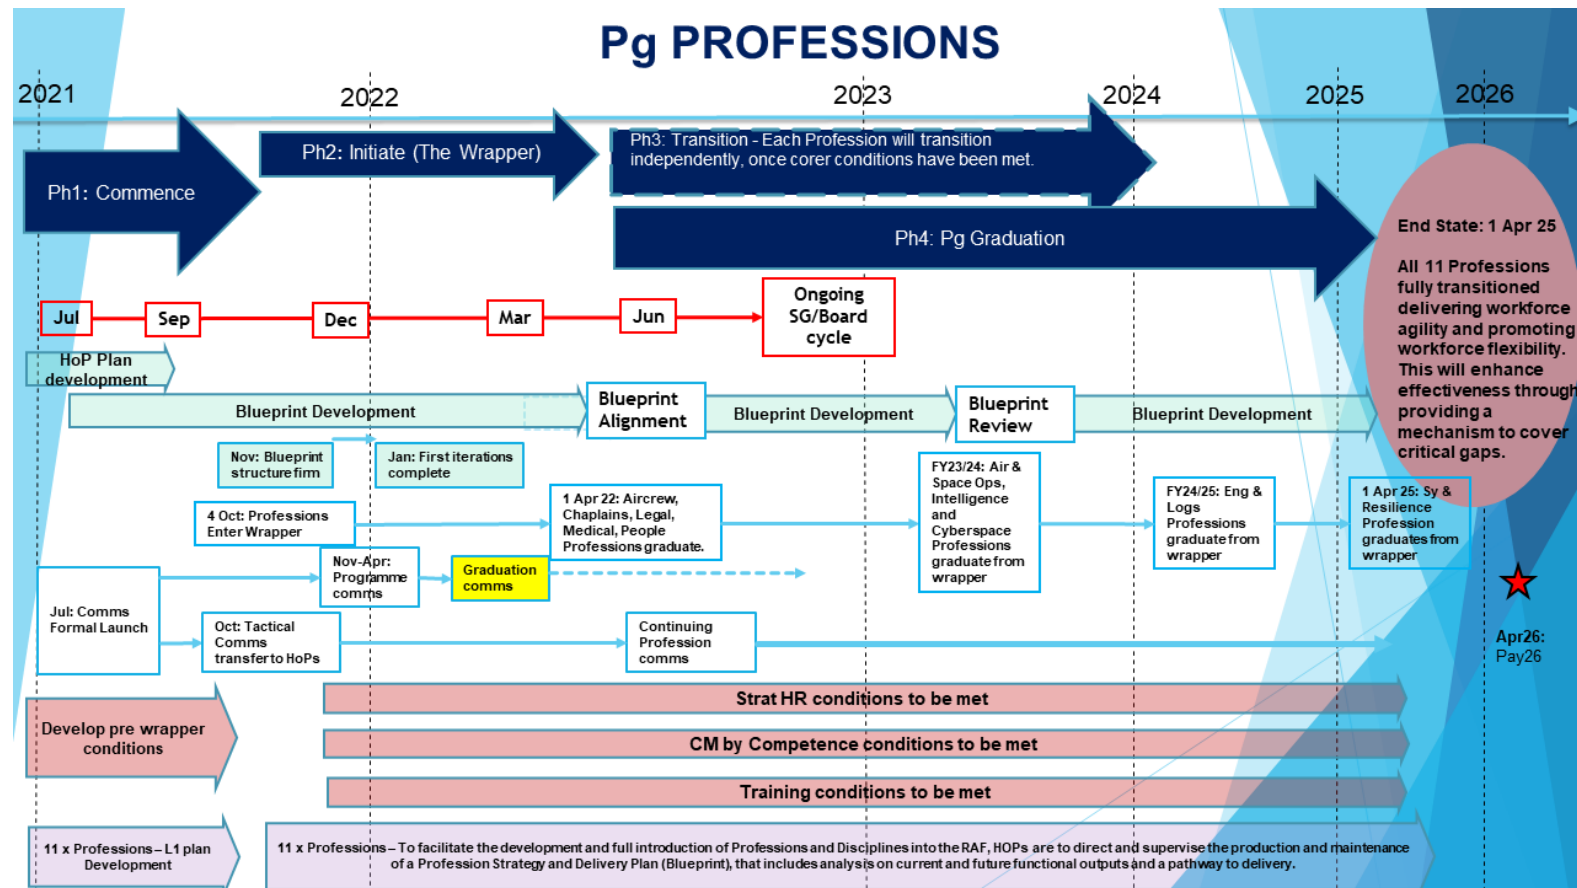 Pg PROFESSIONS
2021
2022
2023
2024
2025
2026
Ph1: Commence
Ph2: Initiate (The Wrapper)
Ph3: Transition - Each Profession will transition
independently, once corer conditions have been met.
Ph4: Pg Graduation
End State: 1 Apr 25
All 11 Professions
fully transitioned
delivering workforce
agility and promoting
workforce flexibility.
This will enhance
effectiveness through
providing a
mechanism to cover
critical gaps.
Jul
Sep
Dec
Mar
Jun
Ongoing
SG/Board
cycle
HoP Plan
development
Blueprint Development
Blueprint
Alignment
Blueprint Development
Blueprint
Review
Blueprint Development
Nov: Blueprint
structure firm
Jan: First iterations
complete
4 Oct: Professions
Enter Wrapper
1 Apr 22: Aircrew,
Chaplains, Legal,
Medical, People
Professions graduate.
FY23/24: Air &
Space Ops,
Intelligence
and
Cyberspace
Professions
graduate from
wrapper
FY24/25: Eng &
Logs
Professions
graduate from
wrapper
1 Apr 25: Sy &
Resilience
Profession
graduates from
wrapper
Jul: Comms
Formal Launch
Nov-Apr:
Programme
comms
Graduation
comms
Oct: Tactical
Comms
transfer to HoPs
Continuing
Profession
comms
Apr26:
Pay26
Develop pre wrapper
conditions
Strat HR conditions to be met
CM by Competence conditions to be met
Training conditions to be met
11 x Professions – L1 plan
Development
11 x Professions – To facilitate the development and full introduction of Professions and Disciplines into the RAF, HOPs are to direct and supervise the production and maintenance
of a Profession Strategy and Delivery Plan (Blueprint), that includes analysis on current and future functional outputs and a pathway to delivery.